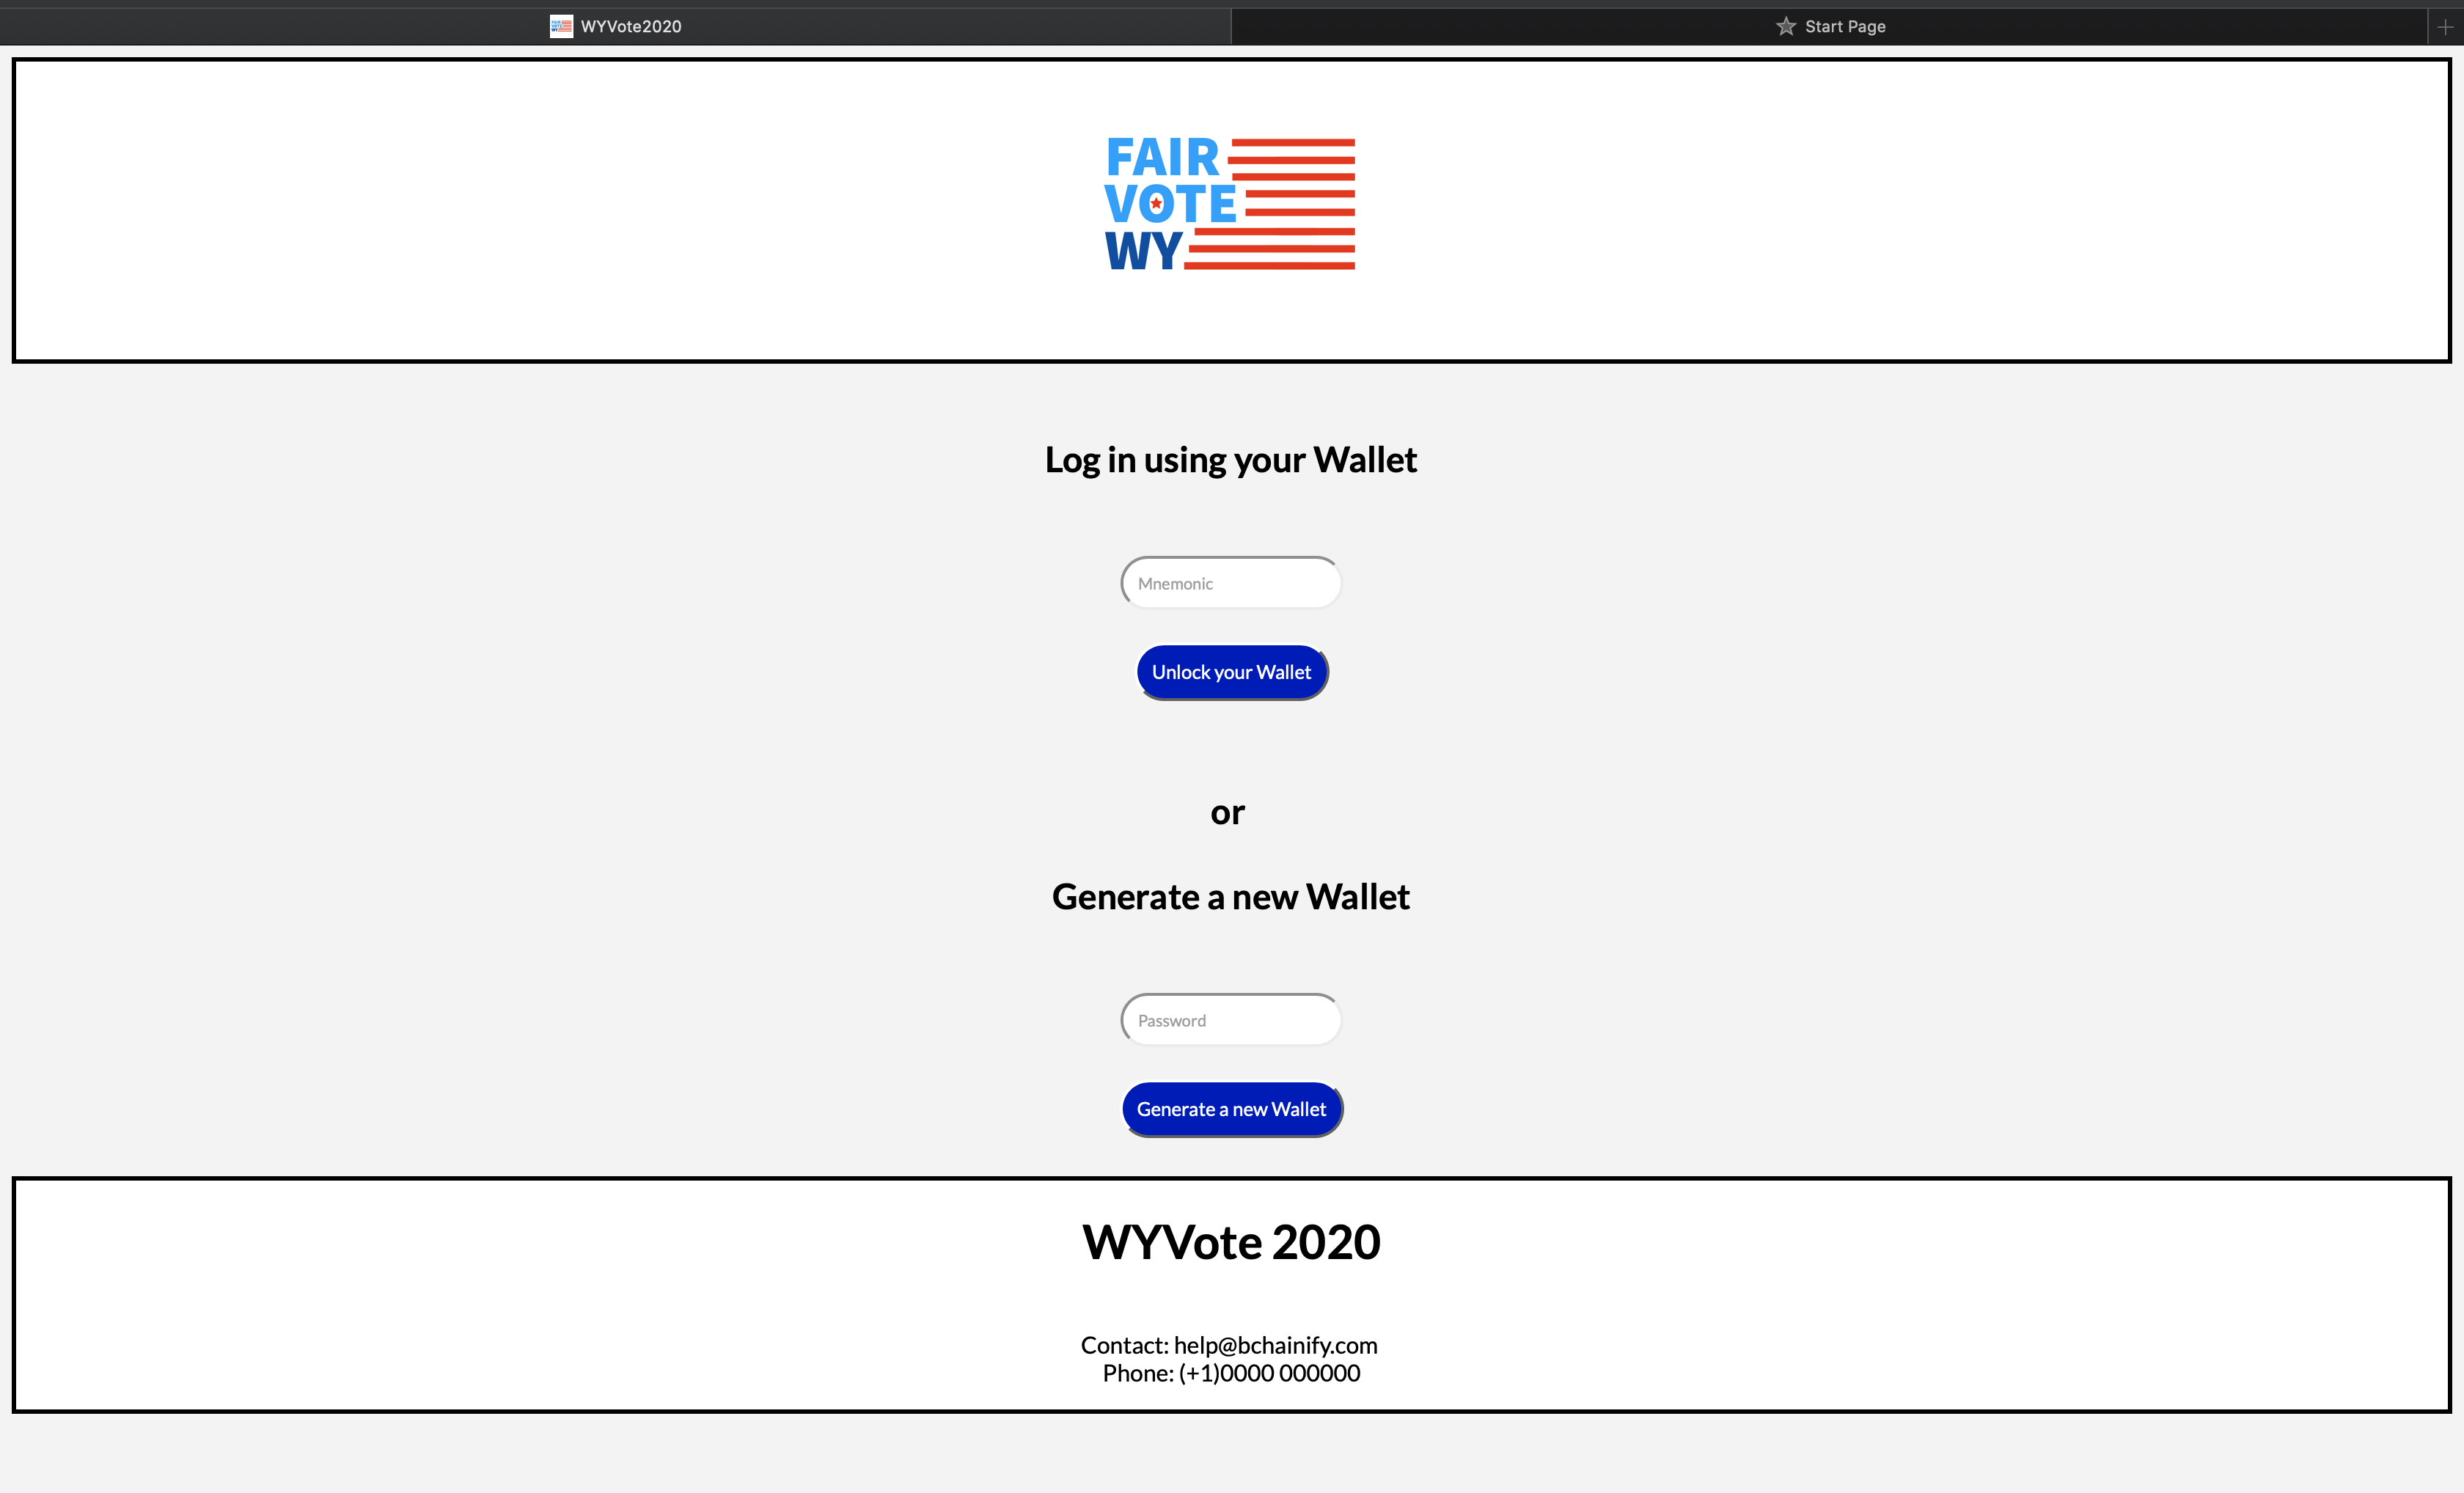 WYVote2020
Start Page
FAIR
VOTE
WY
Log in using your Wallet
Mnemonic
Unlock your Wallet
or
Generate a new Wallet
Password
Generate a new Wallet
WYVote 2020
Contact: help@bchainify.com
Phone: (+1)0000 000000